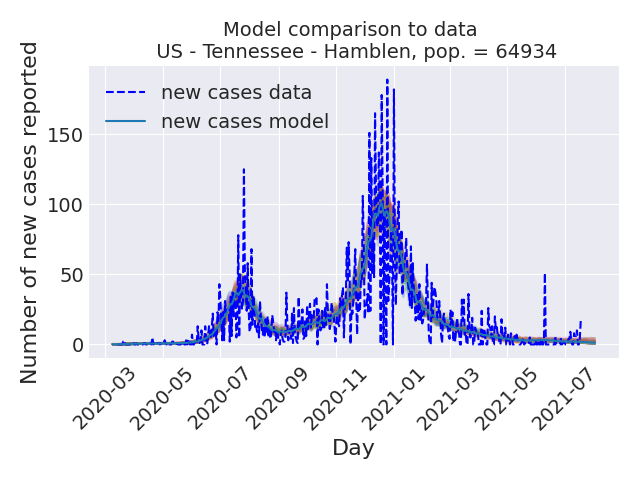 Model comparison to data
US - Tennessee - Hamblen, pop. = 64934
Number of new cases reported
new cases data
new cases model
150
100
50
0
2020-03
2020-05
2020-07
2020-09
2020-11
2021-01
2021-03
2021-05
2021-07
Day